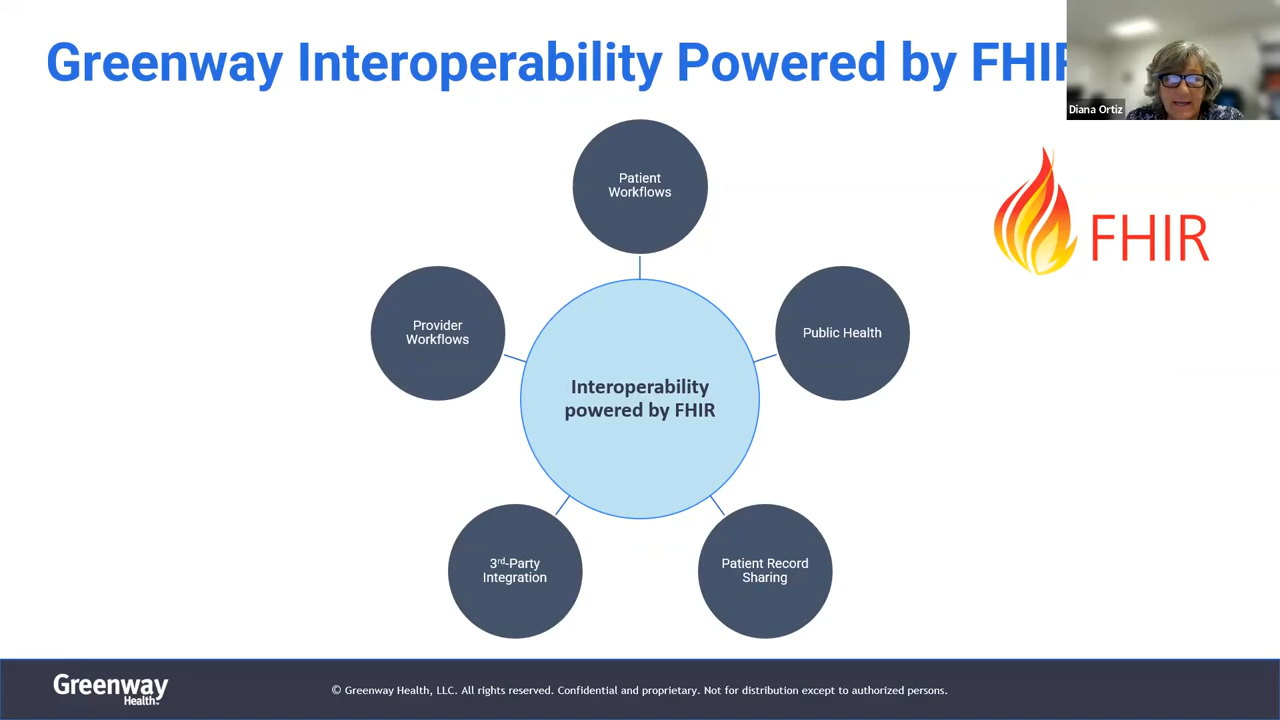 Greenway Interoperability Powered by FHIR
Diana Ortiz
FHIR
Patient
Workflows
Provider
Workflows
Public Health
Interoperability
powered by FHIR
3rd-Party
Integration
Patient Record
Sharing
Greenway
Health™
© Greenway Health, LLC. All rights reserved. Confidential and proprietary. Not for distribution except to authorized persons.